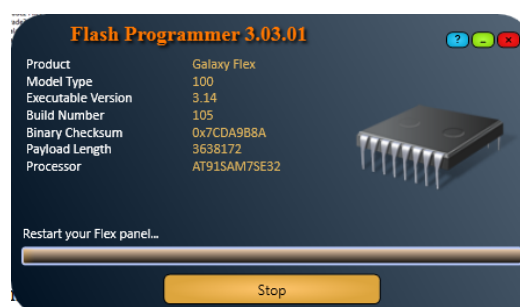 Flash Programmer 3.03.01
? - x
Product Galaxy Flex
Model Type 100
Executable Version 3.14
Build Number 105
Binary Checksum 0x7CDA9B8A
Payload Length 3638172
Processor AT91SAM7SE32
Restart your Flex panel...
Stop